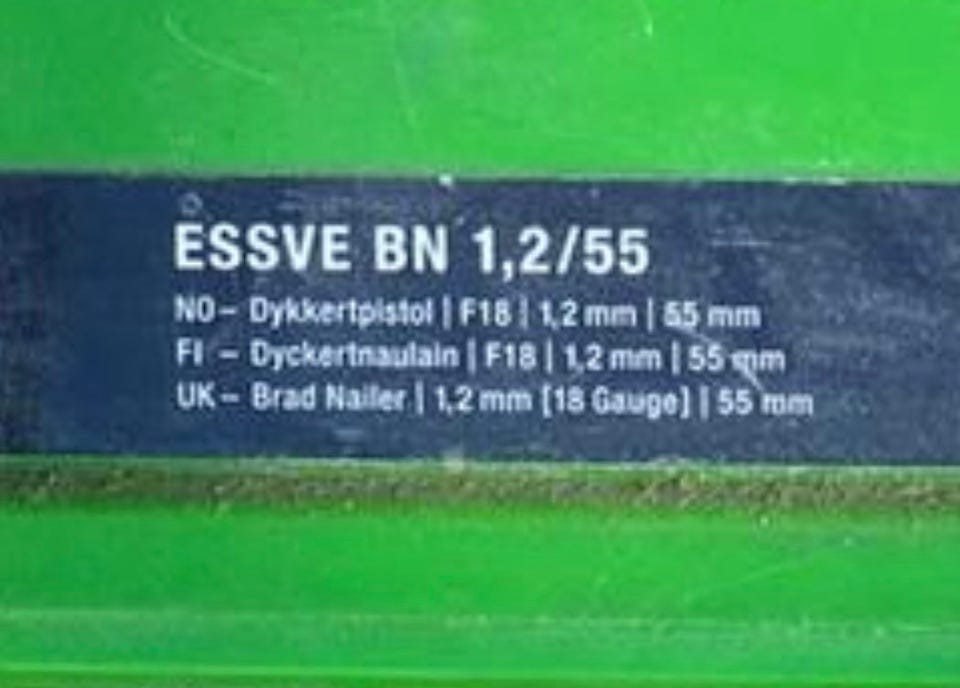 ESSVE BN 1,2/55
NO – Dykkertpistol | F18 | 1,2 mm | 55 mm
FI – Dyckertnaulain | F18 | 1,2 mm | 55 mm
UK – Brad Nailer | 1,2 mm [18 Gauge] | 55 mm